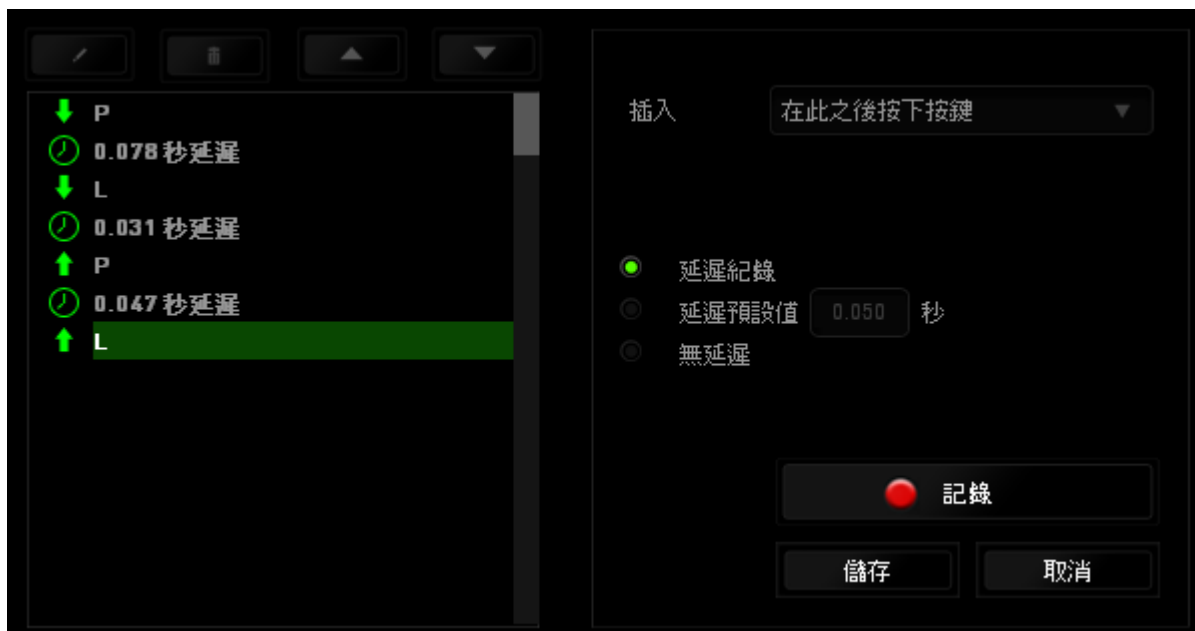 P
0.078 秒延遲
L
0.031 秒延遲
P
0.047 秒延遲
L
插入 在此之後按下按鍵
延遲紀錄
延遲預設值 0.050 秒
無延遲
記錄
儲存 取消